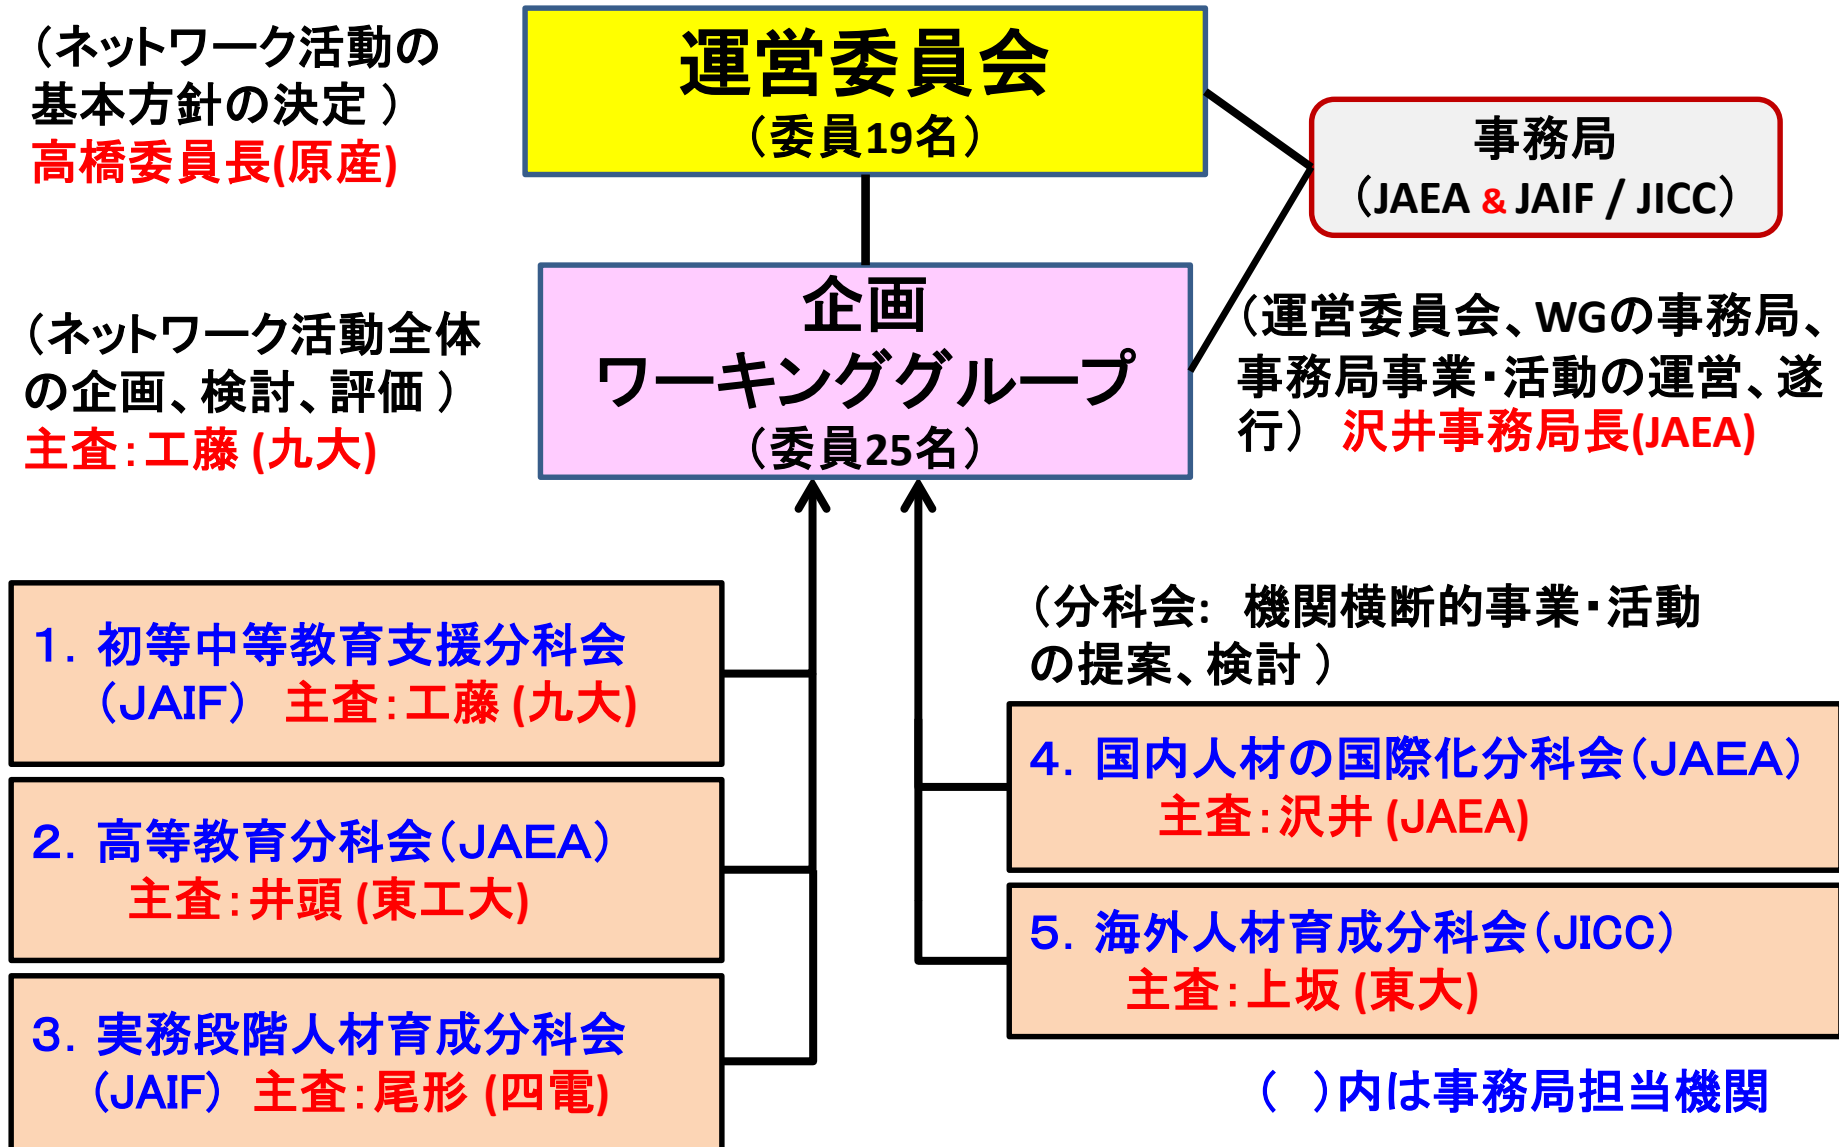 （ネットワーク活動の
基本方針の決定 ）
高橋委員長(原産)
運営委員会
（委員19名）
事務局
（JAEA & JAIF / JICC）
（ネットワーク活動全体
の企画、検討、評価 ）
主査：工藤 (九大)
企画
ワーキンググループ
（委員25名）
（運営委員会、WGの事務局、
事務局事業・活動の運営、遂
行） 沢井事務局長(JAEA)
１．初等中等教育支援分科会
（JAIF） 主査：工藤 (九大)
２．高等教育分科会（JAEA）
主査：井頭 (東工大)
３．実務段階人材育成分科会
（JAIF） 主査：尾形 (四電)
（分科会: 機関横断的事業・活動
の提案、検討 ）
４．国内人材の国際化分科会（JAEA）
主査：沢井 (JAEA)
５．海外人材育成分科会（JICC）
主査：上坂 (東大)
（ ）内は事務局担当機関